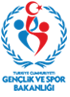 TÜRKİYE CUMHURİYETİ
GENÇLİK VE SPOR
BAKANLIĞI